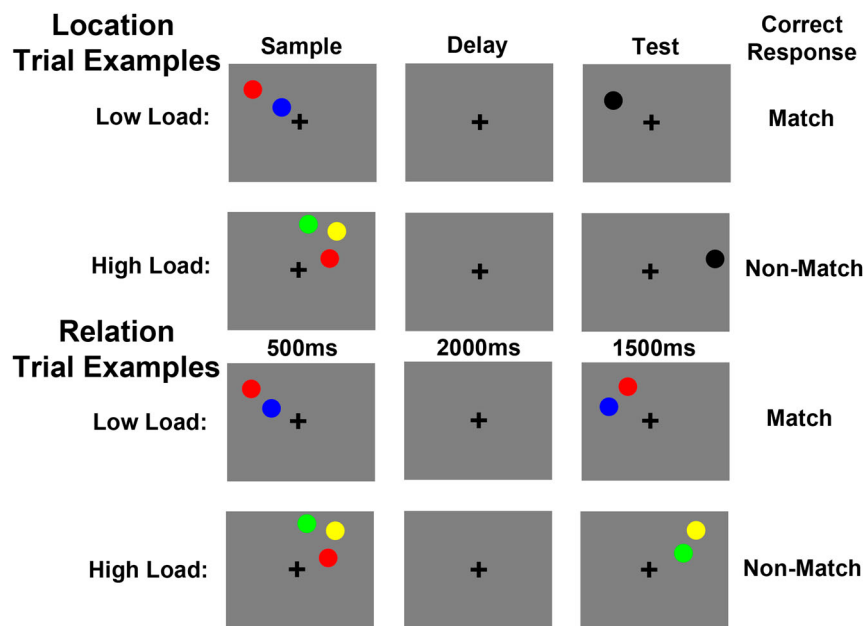 Location
Trial Examples
Sample Delay Test Correct
Response
Low Load: Match
High Load: Non-Match
Relation
Trial Examples
500ms 2000ms 1500ms
Low Load: Match
High Load: Non-Match